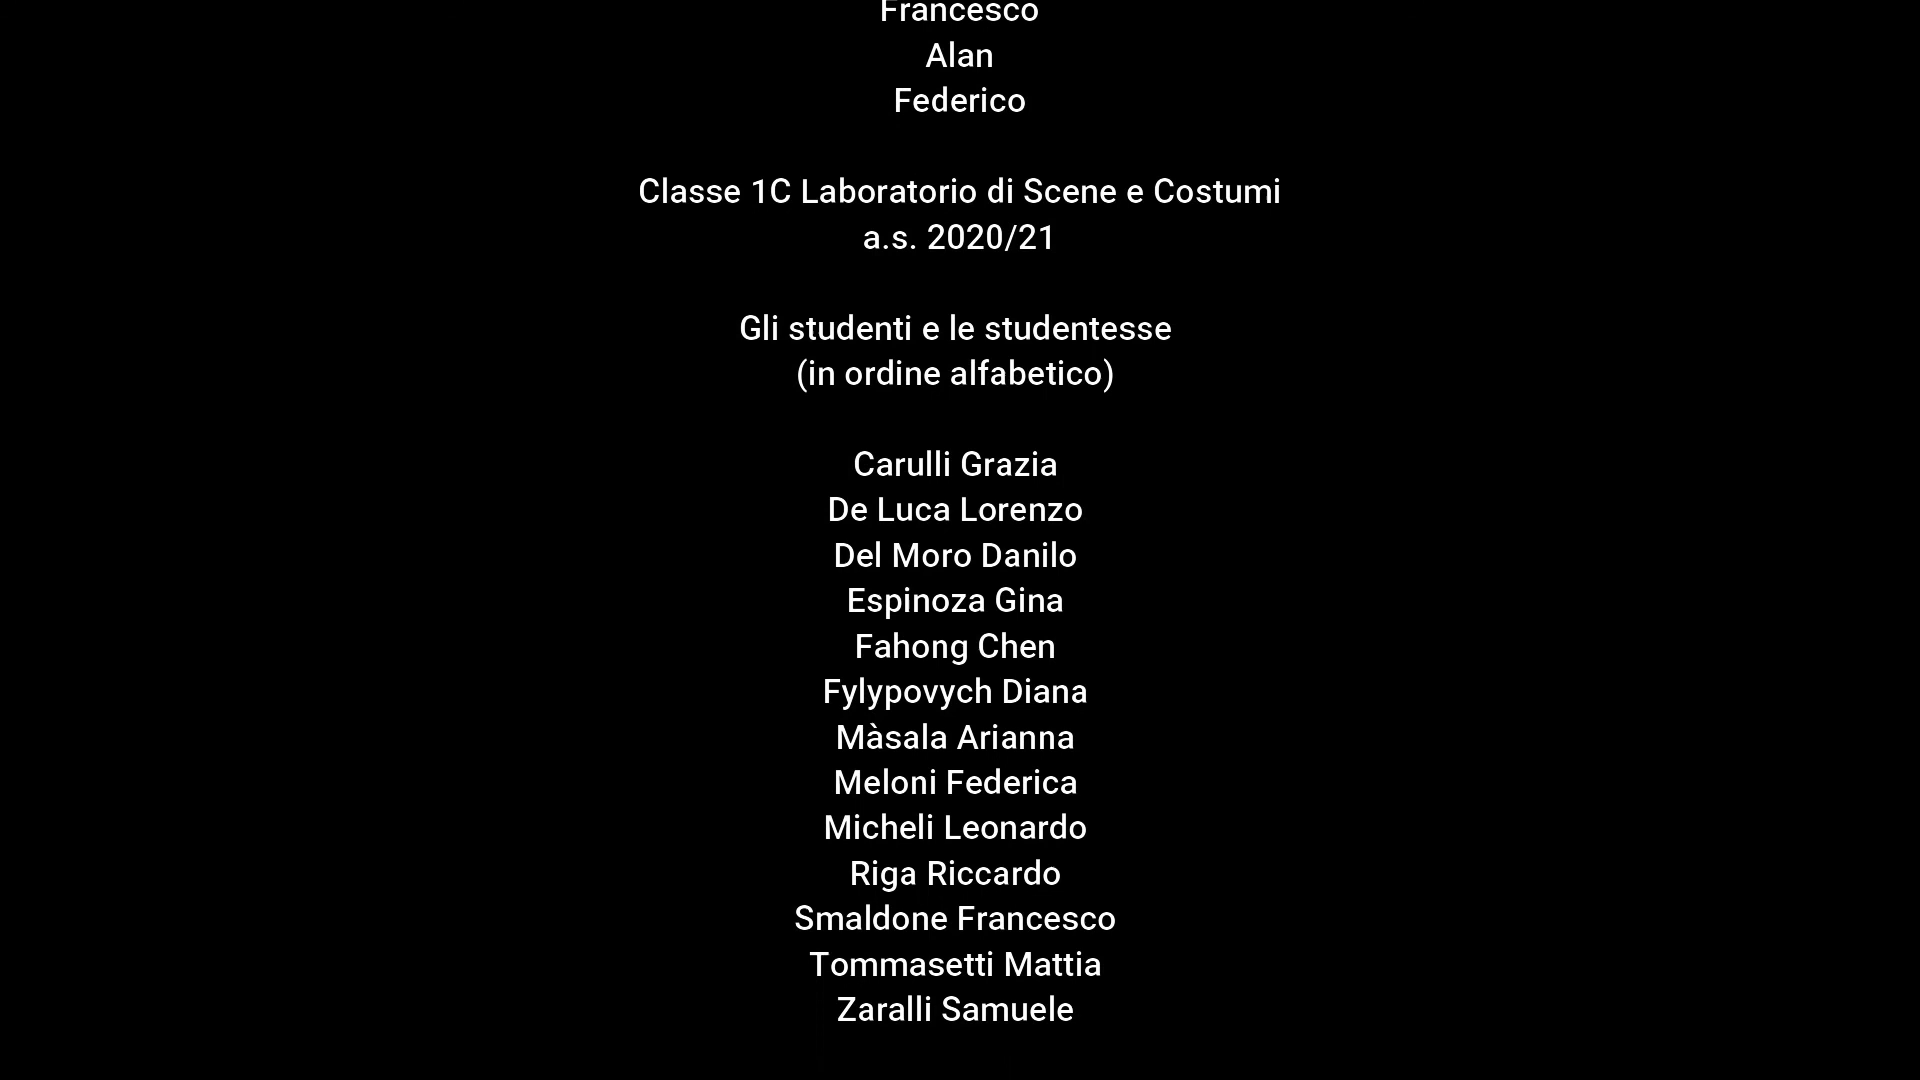 Francesco
Alan
Federico
Classe 1C Laboratorio di Scene e Costumi
a.s. 2020/21
Gli studenti e le studentesse
(in ordine alfabetico)
Carulli Grazia
De Luca Lorenzo
Del Moro Danilo
Espinoza Gina
Fahong Chen
Fylypovych Diana
Màsala Arianna
Meloni Federica
Micheli Leonardo
Riga Riccardo
Smaldone Francesco
Tommasetti Mattia
Zaralli Samuele